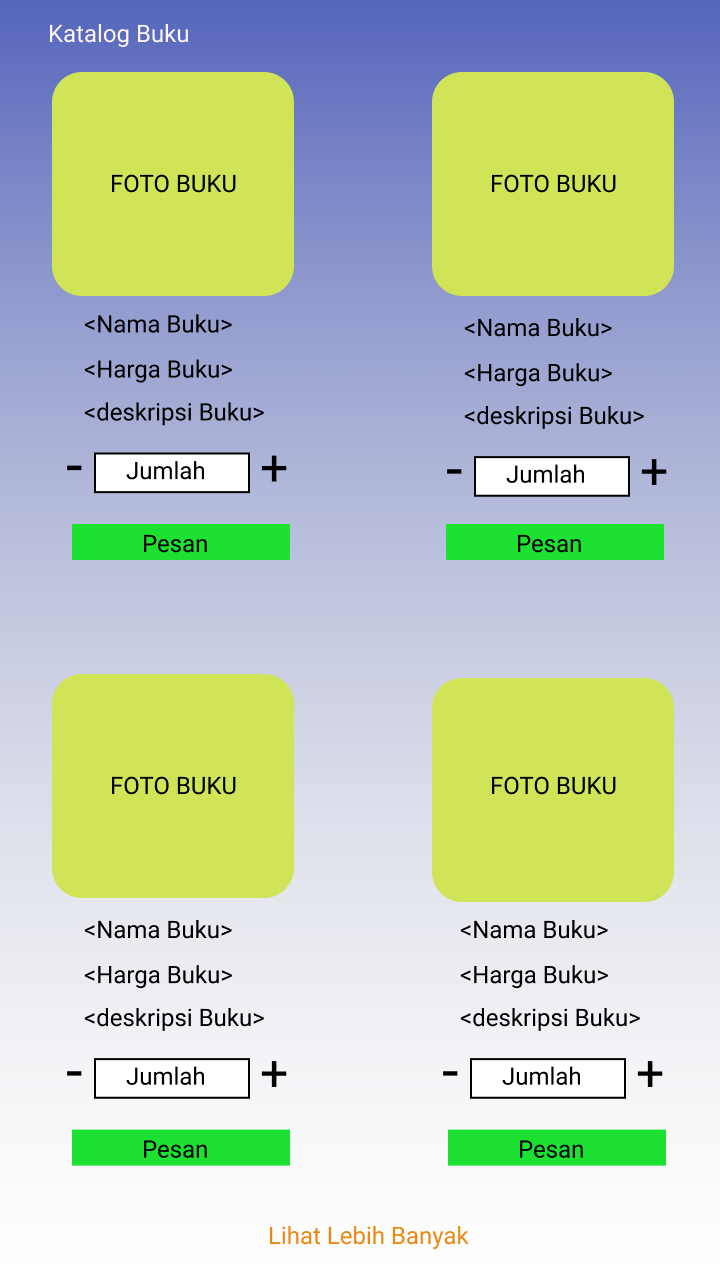 Katalog Buku
FOTO BUKU
<Nama Buku>
<Harga Buku>
<deskripsi Buku>
- Jumlah +
Pesan
FOTO BUKU
<Nama Buku>
<Harga Buku>
<deskripsi Buku>
- Jumlah +
Pesan
FOTO BUKU
<Nama Buku>
<Harga Buku>
<deskripsi Buku>
- Jumlah +
Pesan
FOTO BUKU
<Nama Buku>
<Harga Buku>
<deskripsi Buku>
- Jumlah +
Pesan
Lihat Lebih Banyak